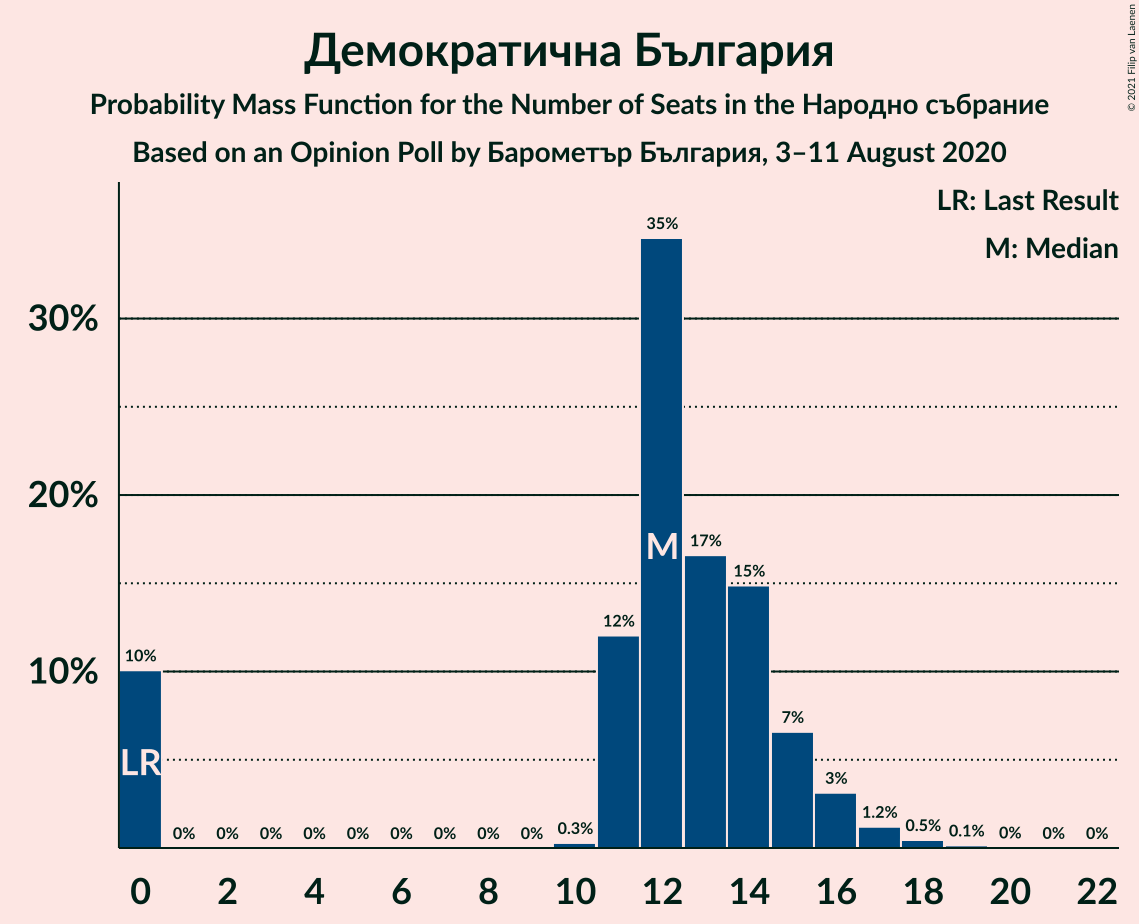 Демократична България
Probability Mass Function for the Number of Seats in the Народно събрание
Based on an Opinion Poll by Барометър България, 3–11 August 2020
© 2021 Filip van Laenen
LR: Last Result
M: Median
30%
20%
10%
10%
0%
0%
0%
0%
0%
0%
0%
0%
0%
0.3%
12%
35%
17%
15%
7%
3%
1.2%
0.5%
0.1%
0%
0%
0%
LR
M
0 2 4 6 8 10 12 14 16 18 20 22